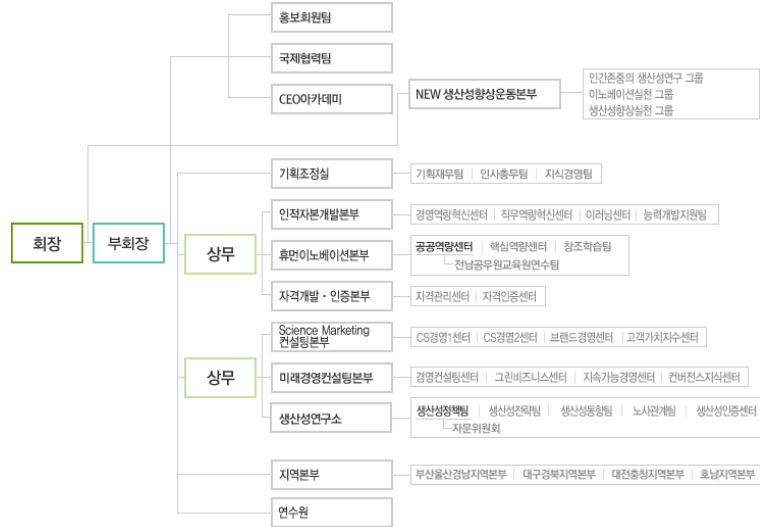 홍보회원팀
국제협력팀
CEO아카데미
NEW 생산성향상운동본부
인간존중의 생산성연구 그룹
이노베이션실천 그룹
생산성향상실천 그룹
회장
부회장
기획조정실
기획재무팀 | 인사총무팀 | 지식경영팀
상무
인적자본개발본부
경영역량혁신센터 | 직무역량혁신센터 | 이러닝센터 | 능력개발지원팀
휴먼이노베이션본부
공공역량센터 | 핵심역량센터 | 창조학습팀
전남공무원교육원연수팀
자격개발·인증본부
자격관리센터 | 자격인증센터
상무
Science Marketing
컨설팅본부
CS경영1센터 | CS경영2센터 | 브랜드경영센터 | 고객가치지수센터
미래경영컨설팅본부
경영컨설팅센터 | 그린비즈니스센터 | 지속가능경영센터 | 컨버전스지식센터
생산성연구소
생산성정책팀 | 생산성전략팀 | 생산성동향팀 | 노사관계팀 | 생산성인증센터
자문위원회
지역본부
부산울산경남지역본부 | 대구경북지역본부 | 대전충청지역본부 | 호남지역본부
연수원